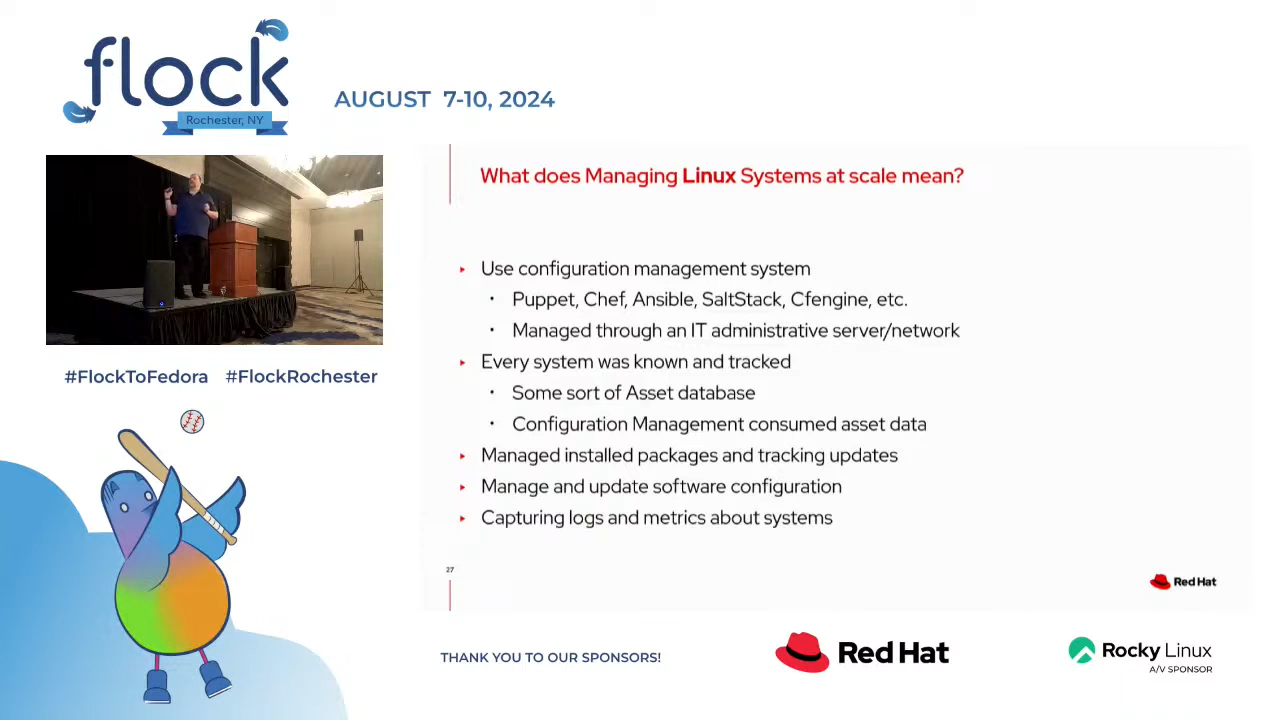 flock
Rochester, NY
AUGUST 7-10, 2024
#FlockToFedora #FlockRochester
What does Managing Linux Systems at scale mean?
▸ Use configuration management system
• Puppet, Chef, Ansible, SaltStack, Cfengine, etc.
• Managed through an IT administrative server/network
▸ Every system was known and tracked
• Some sort of Asset database
• Configuration Management consumed asset data
▸ Managed installed packages and tracking updates
▸ Manage and update software configuration
▸ Capturing logs and metrics about systems
27
Red Hat
THANK YOU TO OUR SPONSORS!
Red Hat
Rocky Linux
A/V SPONSOR